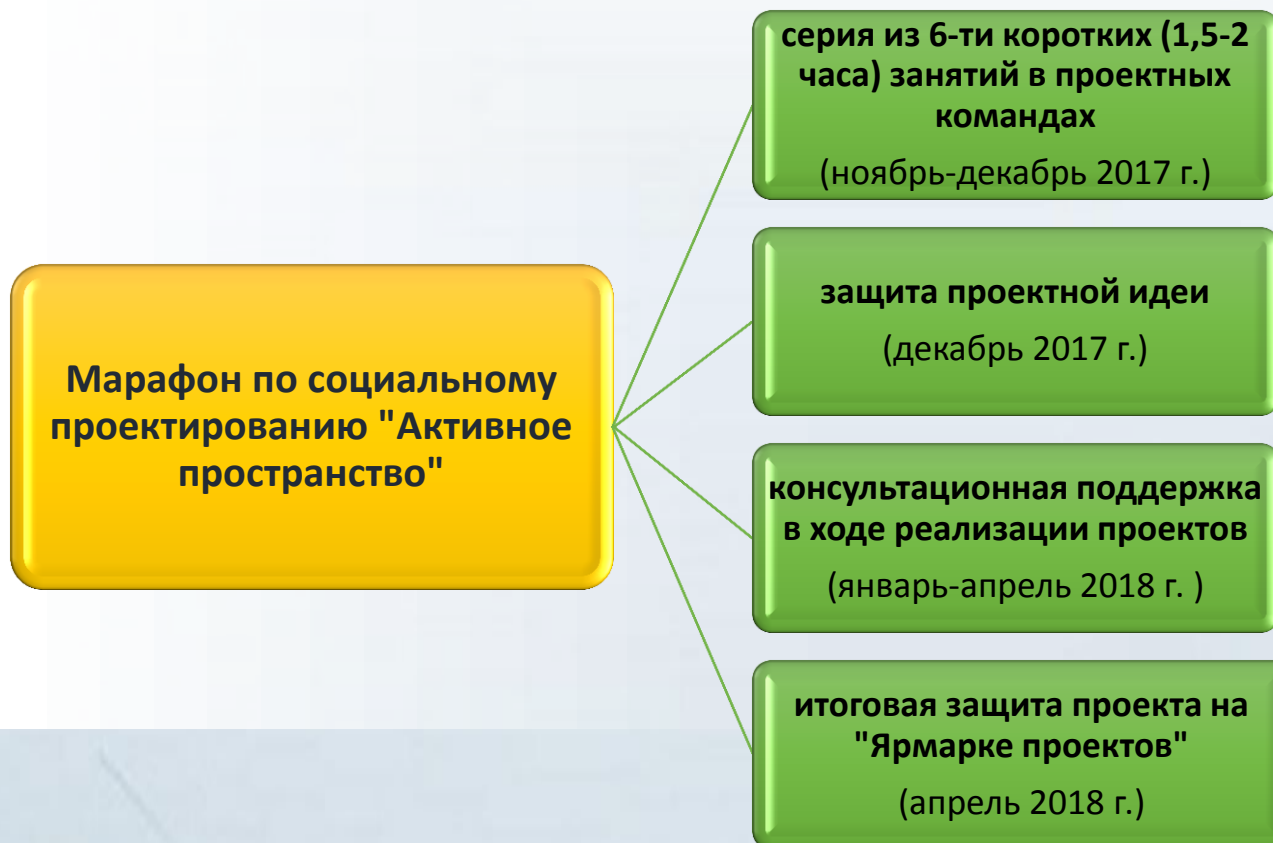 Марафон по социальному
проектированию "Активное
пространство"
серия из 6-ти коротких (1,5-2
часа) занятий в проектных
командах
(ноябрь-декабрь 2017 г.)
защита проектной идеи
(декабрь 2017 г.)
консультационная поддержка
в ходе реализации проектов
(январь-апрель 2018 г. )
итоговая защита проекта на
"Ярмарке проектов"
(апрель 2018 г.)